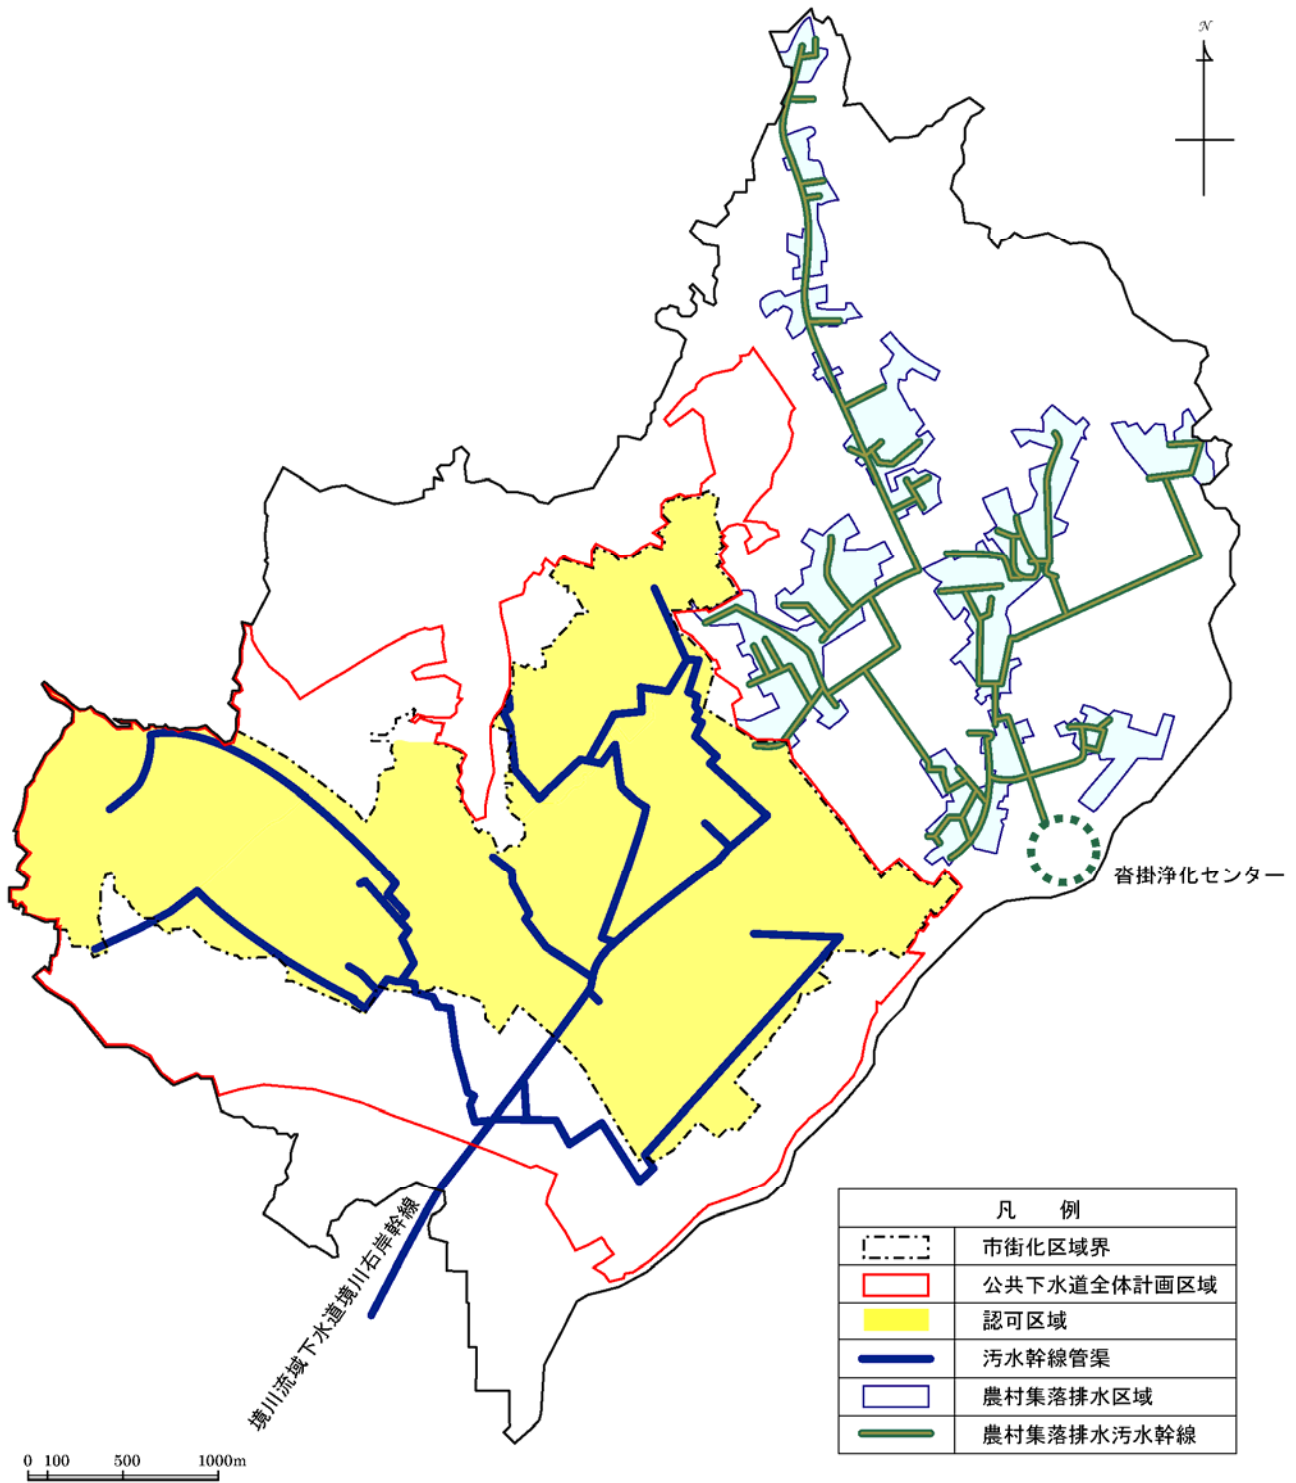 N
沓掛浄化センター
境川流域下水道境川右岸幹線
凡 例
市街化区域界
公共下水道全体計画区域
認可区域
汚水幹線管渠
農村集落排水区域
農村集落排水汚水幹線
0 100 500 1000m